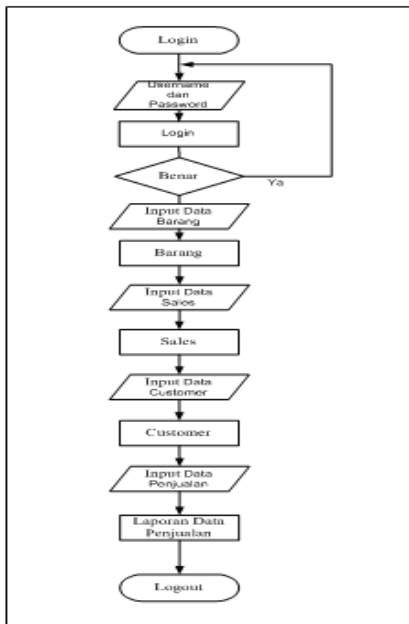 Login
Username
dan
Password
Login
Benar
Ya
Input Data
Barang
Barang
Input Data
Sales
Sales
Input Data
Customer
Customer
Input Data
Penjualan
Laporan Data
Penjualan
Logout